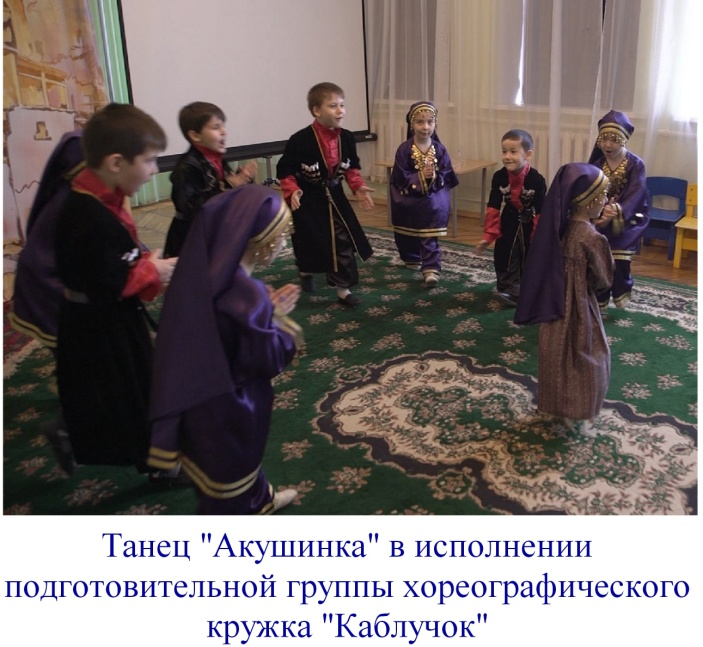 Танец "Акушинка" в исполнении
подготовительной группы хореографического
кружка "Каблучок"